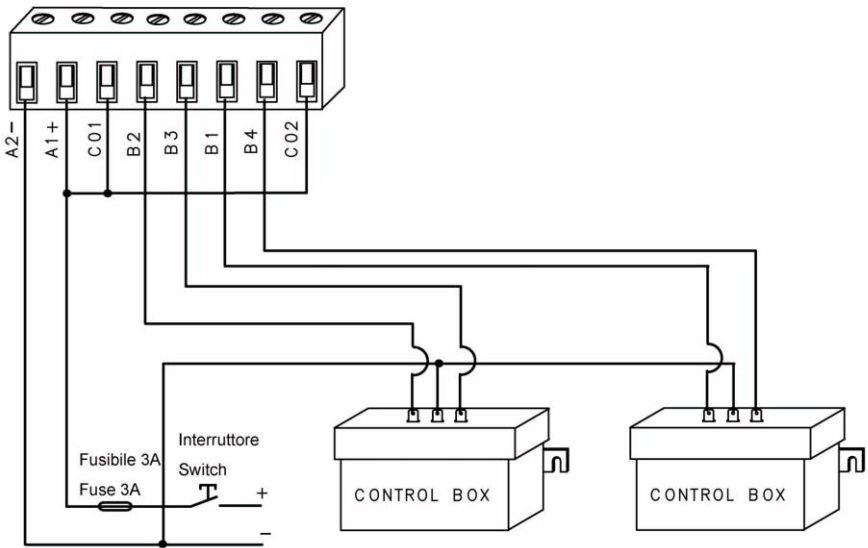 A2-
A1+
C01
B2
B3
B1
B4
C02
Fusibile 3A
Fuse 3A
Interruttore
Switch
+
-
CONTROL BOX
CONTROL BOX